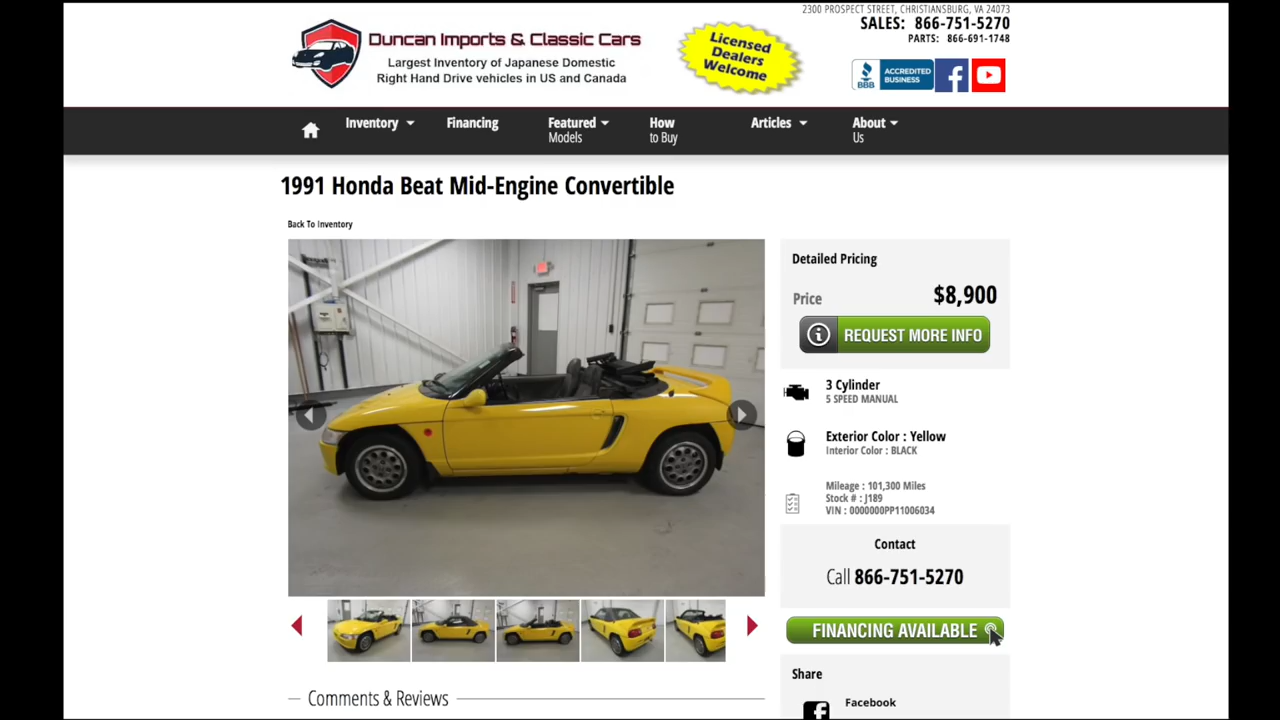 2300 PROSPECT STREET, CHRISTIANSBURG, VA 24073
SALES: 866-751-5270
PARTS: 866-691-1748
Duncan Imports & Classic Cars
Largest Inventory of Japanese Domestic
Right Hand Drive vehicles in US and Canada
Licensed
Dealers
Welcome
BBB
ACCREDITED
BUSINESS
Inventory
Financing
Featured
Models
How
to Buy
Articles
About
Us
1991 Honda Beat Mid-Engine Convertible
Back To Inventory
Detailed Pricing
Price $8,900
REQUEST MORE INFO
3 Cylinder
5 SPEED MANUAL
Exterior Color : Yellow
Interior Color : BLACK
Mileage : 101,300 Miles
Stock # : J189
VIN : 0000000PP11006034
Contact
Call 866-751-5270
FINANCING AVAILABLE
Share
Facebook
Comments & Reviews